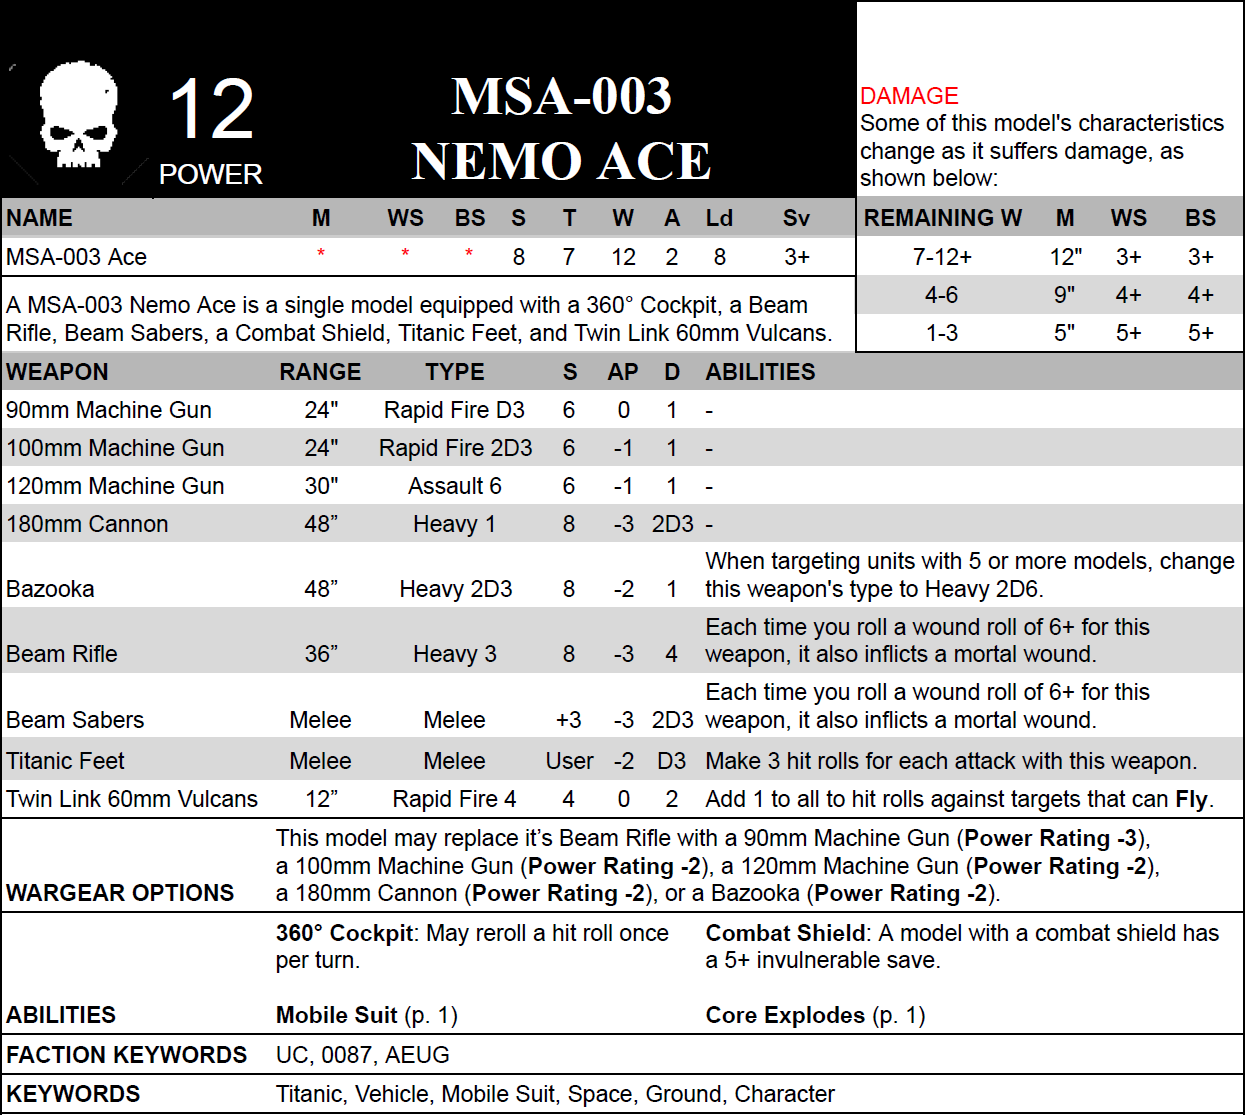 12
POWER
MSA-003
NEMO ACE
DAMAGE
Some of this model's characteristics
change as it suffers damage, as
shown below:
NAME M WS BS S T W A Ld Sv
MSA-003 Ace * * * 8 7 12 2 8 3+
A MSA-003 Nemo Ace is a single model equipped with a 360° Cockpit, a Beam
Rifle, Beam Sabers, a Combat Shield, Titanic Feet, and Twin Link 60mm Vulcans.
REMAINING W M WS BS
7-12+ 12" 3+ 3+
4-6 9" 4+ 4+
1-3 5" 5+ 5+
WEAPON RANGE TYPE S AP D ABILITIES
90mm Machine Gun 24" Rapid Fire D3 6 0 1 -
100mm Machine Gun 24" Rapid Fire 2D3 6 -1 1 -
120mm Machine Gun 30" Assault 6 6 -1 1 -
180mm Cannon 48” Heavy 1 8 -3 2D3 -
When targeting units with 5 or more models, change
Bazooka 48” Heavy 2D3 8 -2 1 this weapon's type to Heavy 2D6.
Each time you roll a wound roll of 6+ for this
Beam Rifle 36” Heavy 3 8 -3 4 weapon, it also inflicts a mortal wound.
Each time you roll a wound roll of 6+ for this
Beam Sabers Melee Melee +3 -3 2D3 weapon, it also inflicts a mortal wound.
Titanic Feet Melee Melee User -2 D3 Make 3 hit rolls for each attack with this weapon.
Twin Link 60mm Vulcans 12” Rapid Fire 4 4 0 2 Add 1 to all to hit rolls against targets that can Fly.
This model may replace it’s Beam Rifle with a 90mm Machine Gun (Power Rating -3),
a 100mm Machine Gun (Power Rating -2), a 120mm Machine Gun (Power Rating -2),
WARGEAR OPTIONS a 180mm Cannon (Power Rating -2), or a Bazooka (Power Rating -2).
360° Cockpit: May reroll a hit roll once
per turn.
Combat Shield: A model with a combat shield has
a 5+ invulnerable save.
ABILITIES Mobile Suit (p. 1) Core Explodes (p. 1)
FACTION KEYWORDS UC, 0087, AEUG
KEYWORDS Titanic, Vehicle, Mobile Suit, Space, Ground, Character